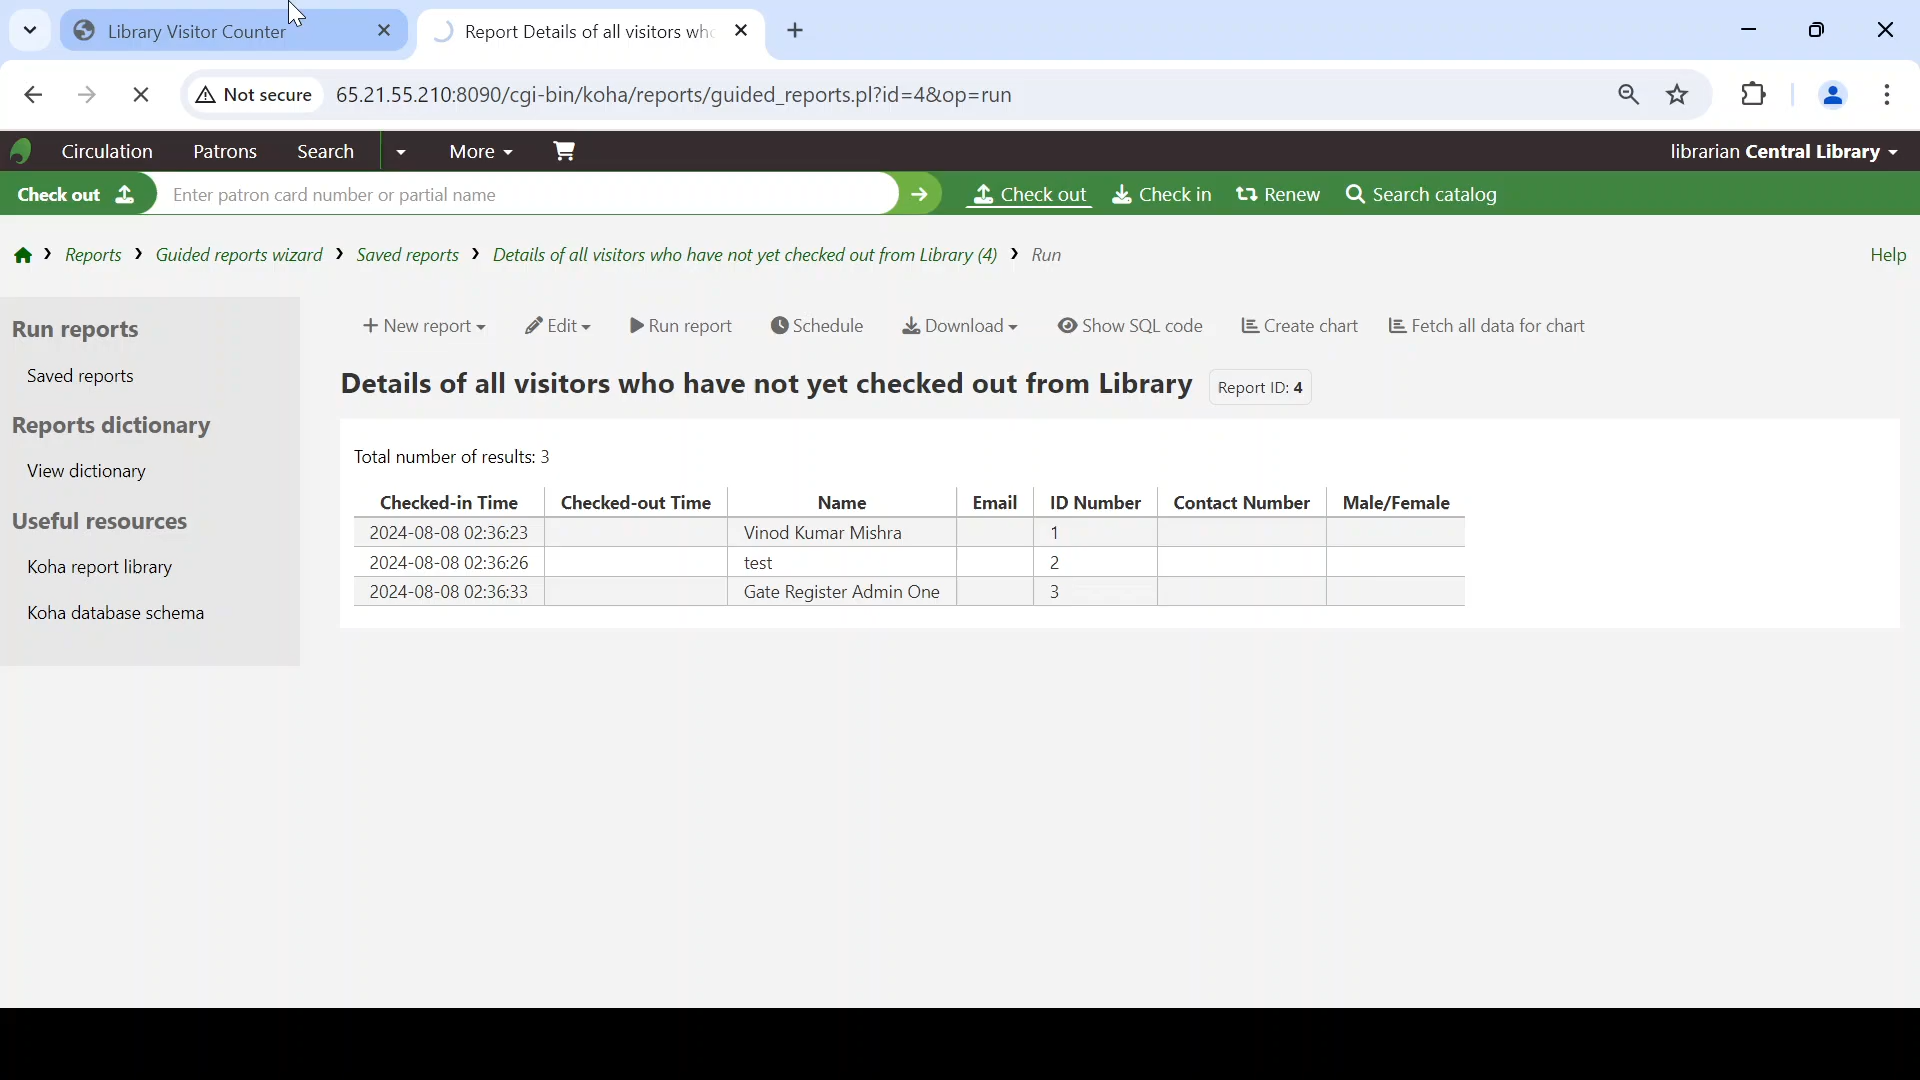 Library Visitor Counter
Report Details of all visitors who
Not secure 65.21.55.210:8090/cgi-bin/koha/reports/guided_reports.pl?id=4&op=run
Circulation Patrons Search More librarian Central Library
Check out Enter patron card number or partial name Check out Check in Renew Search catalog
Reports Guided reports wizard Saved reports Details of all visitors who have not yet checked out from Library (4) Run Help
Run reports
Saved reports
Reports dictionary
View dictionary
Useful resources
Koha report library
Koha database schema
+ New report Edit Run report Schedule Download Show SQL code Create chart Fetch all data for chart
Details of all visitors who have not yet checked out from Library Report ID: 4
Total number of results: 3
Checked-in Time Checked-out Time Name Email ID Number Contact Number Male/Female
2024-08-08 02:36:23 Vinod Kumar Mishra 1
2024-08-08 02:36:26 test 2
2024-08-08 02:36:33 Gate Register Admin One 3